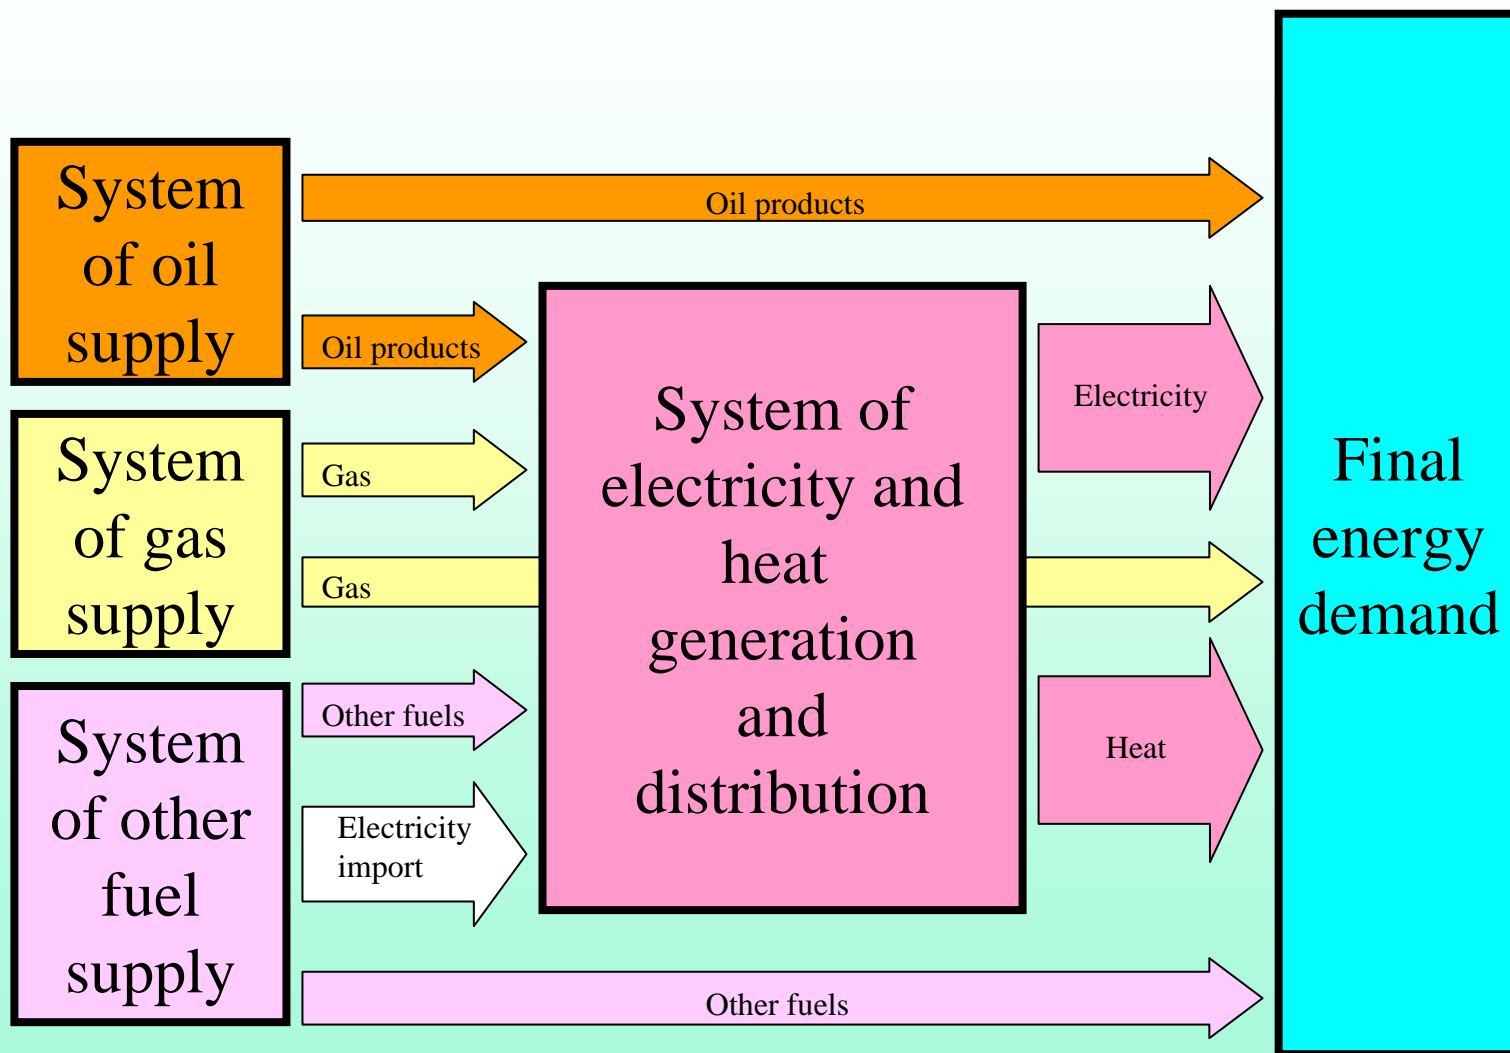 System
of oil
supply
Oil products
Oil products
System
of gas
supply
Gas
Gas
System
of other
fuel
supply
Other fuels
Electricity
import
Other fuels
System of
electricity and
heat
generation
and
distribution
Electricity
Heat
Final
energy
demand